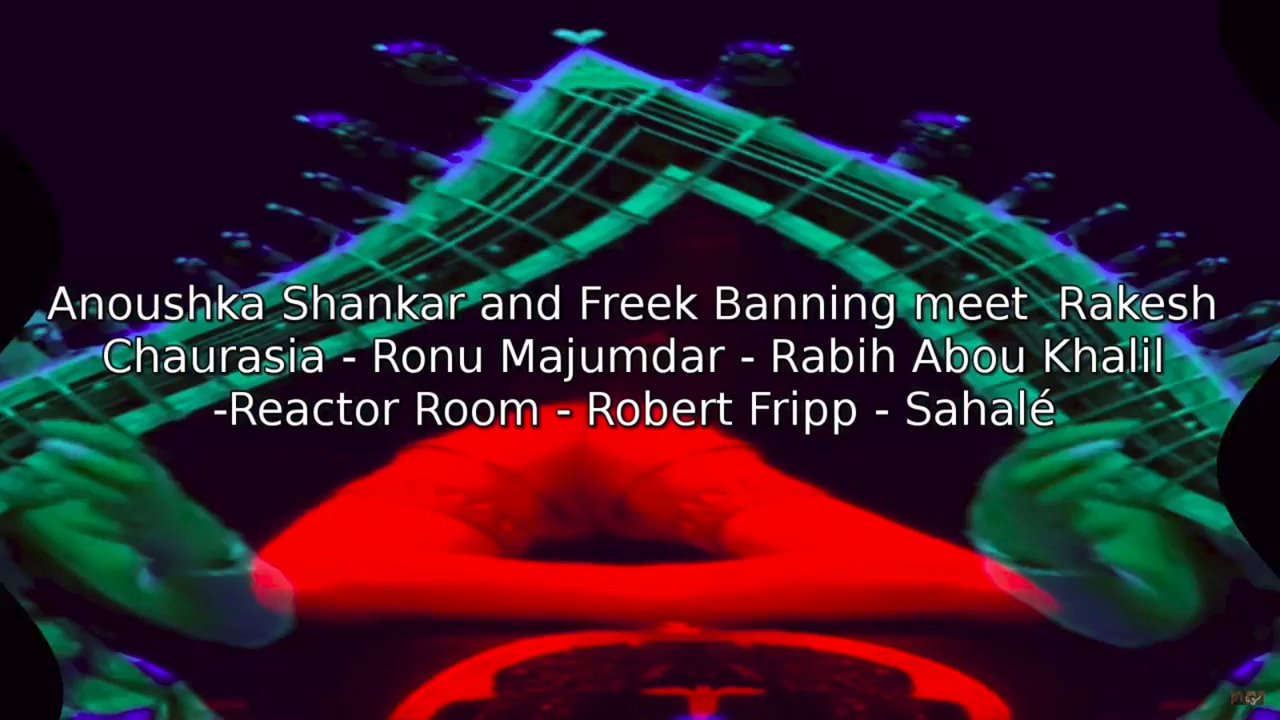 Anoushka Shankar and Freek Banning meet  Rakesh
Chaurasia - Ronu Majumdar - Rabih Abou Khalil
-Reactor Room - Robert Fripp - Sahalé